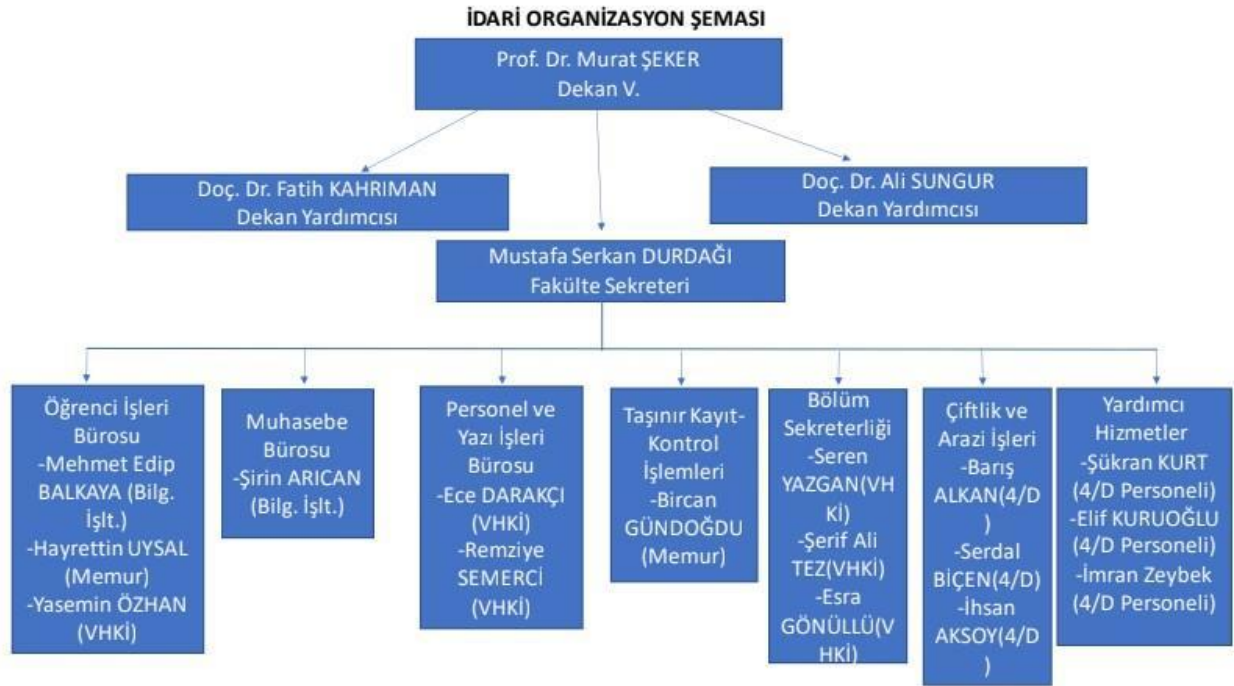 İDARİ ORGANİZASYON ŞEMASI
Prof. Dr. Murat ŞEKER
Dekan V.
Doç. Dr. Fatih KAHRIMAN
Dekan Yardımcısı
Doç. Dr. Ali SUNGUR
Dekan Yardımcısı
Mustafa Serkan DURDAĞI
Fakülte Sekreteri
Öğrenci İşleri
Bürosu
-Mehmet Edip
BALKAYA (Bilg.
İşlt.)
-Hayrettin UYSAL
(Memur)
-Yasemin ÖZHAN
(VHKİ)
Muhasebe
Bürosu
-Şirin ARICAN
(Bilg. İşlt.)
Personel ve
Yazı İşleri
Bürosu
-Ece DARAKÇI
(VHKİ)
-Remziye
SEMERCİ
(VHKİ)
Taşınır Kayıt-
Kontrol
İşlemleri
-Bircan
GÜNDOĞDU
(Memur)
Bölüm
Sekreterliği
-Seren
YAZGAN(VH
Kİ)
-Şerif Ali
TEZ(VHKİ)
-Esra
GÖNÜLLÜ(V
HKİ)
Çiftlik ve
Arazi İşleri
-Barış
ALKAN(4/D
)
-Serdal
BİÇEN(4/D)
-İhsan
AKSOY(4/D
)
Yardımcı
Hizmetler
-Şükran KURT
(4/D Personeli)
-Elif KURUOĞLU
(4/D Personeli)
-İmran Zeybek
(4/D Personeli)